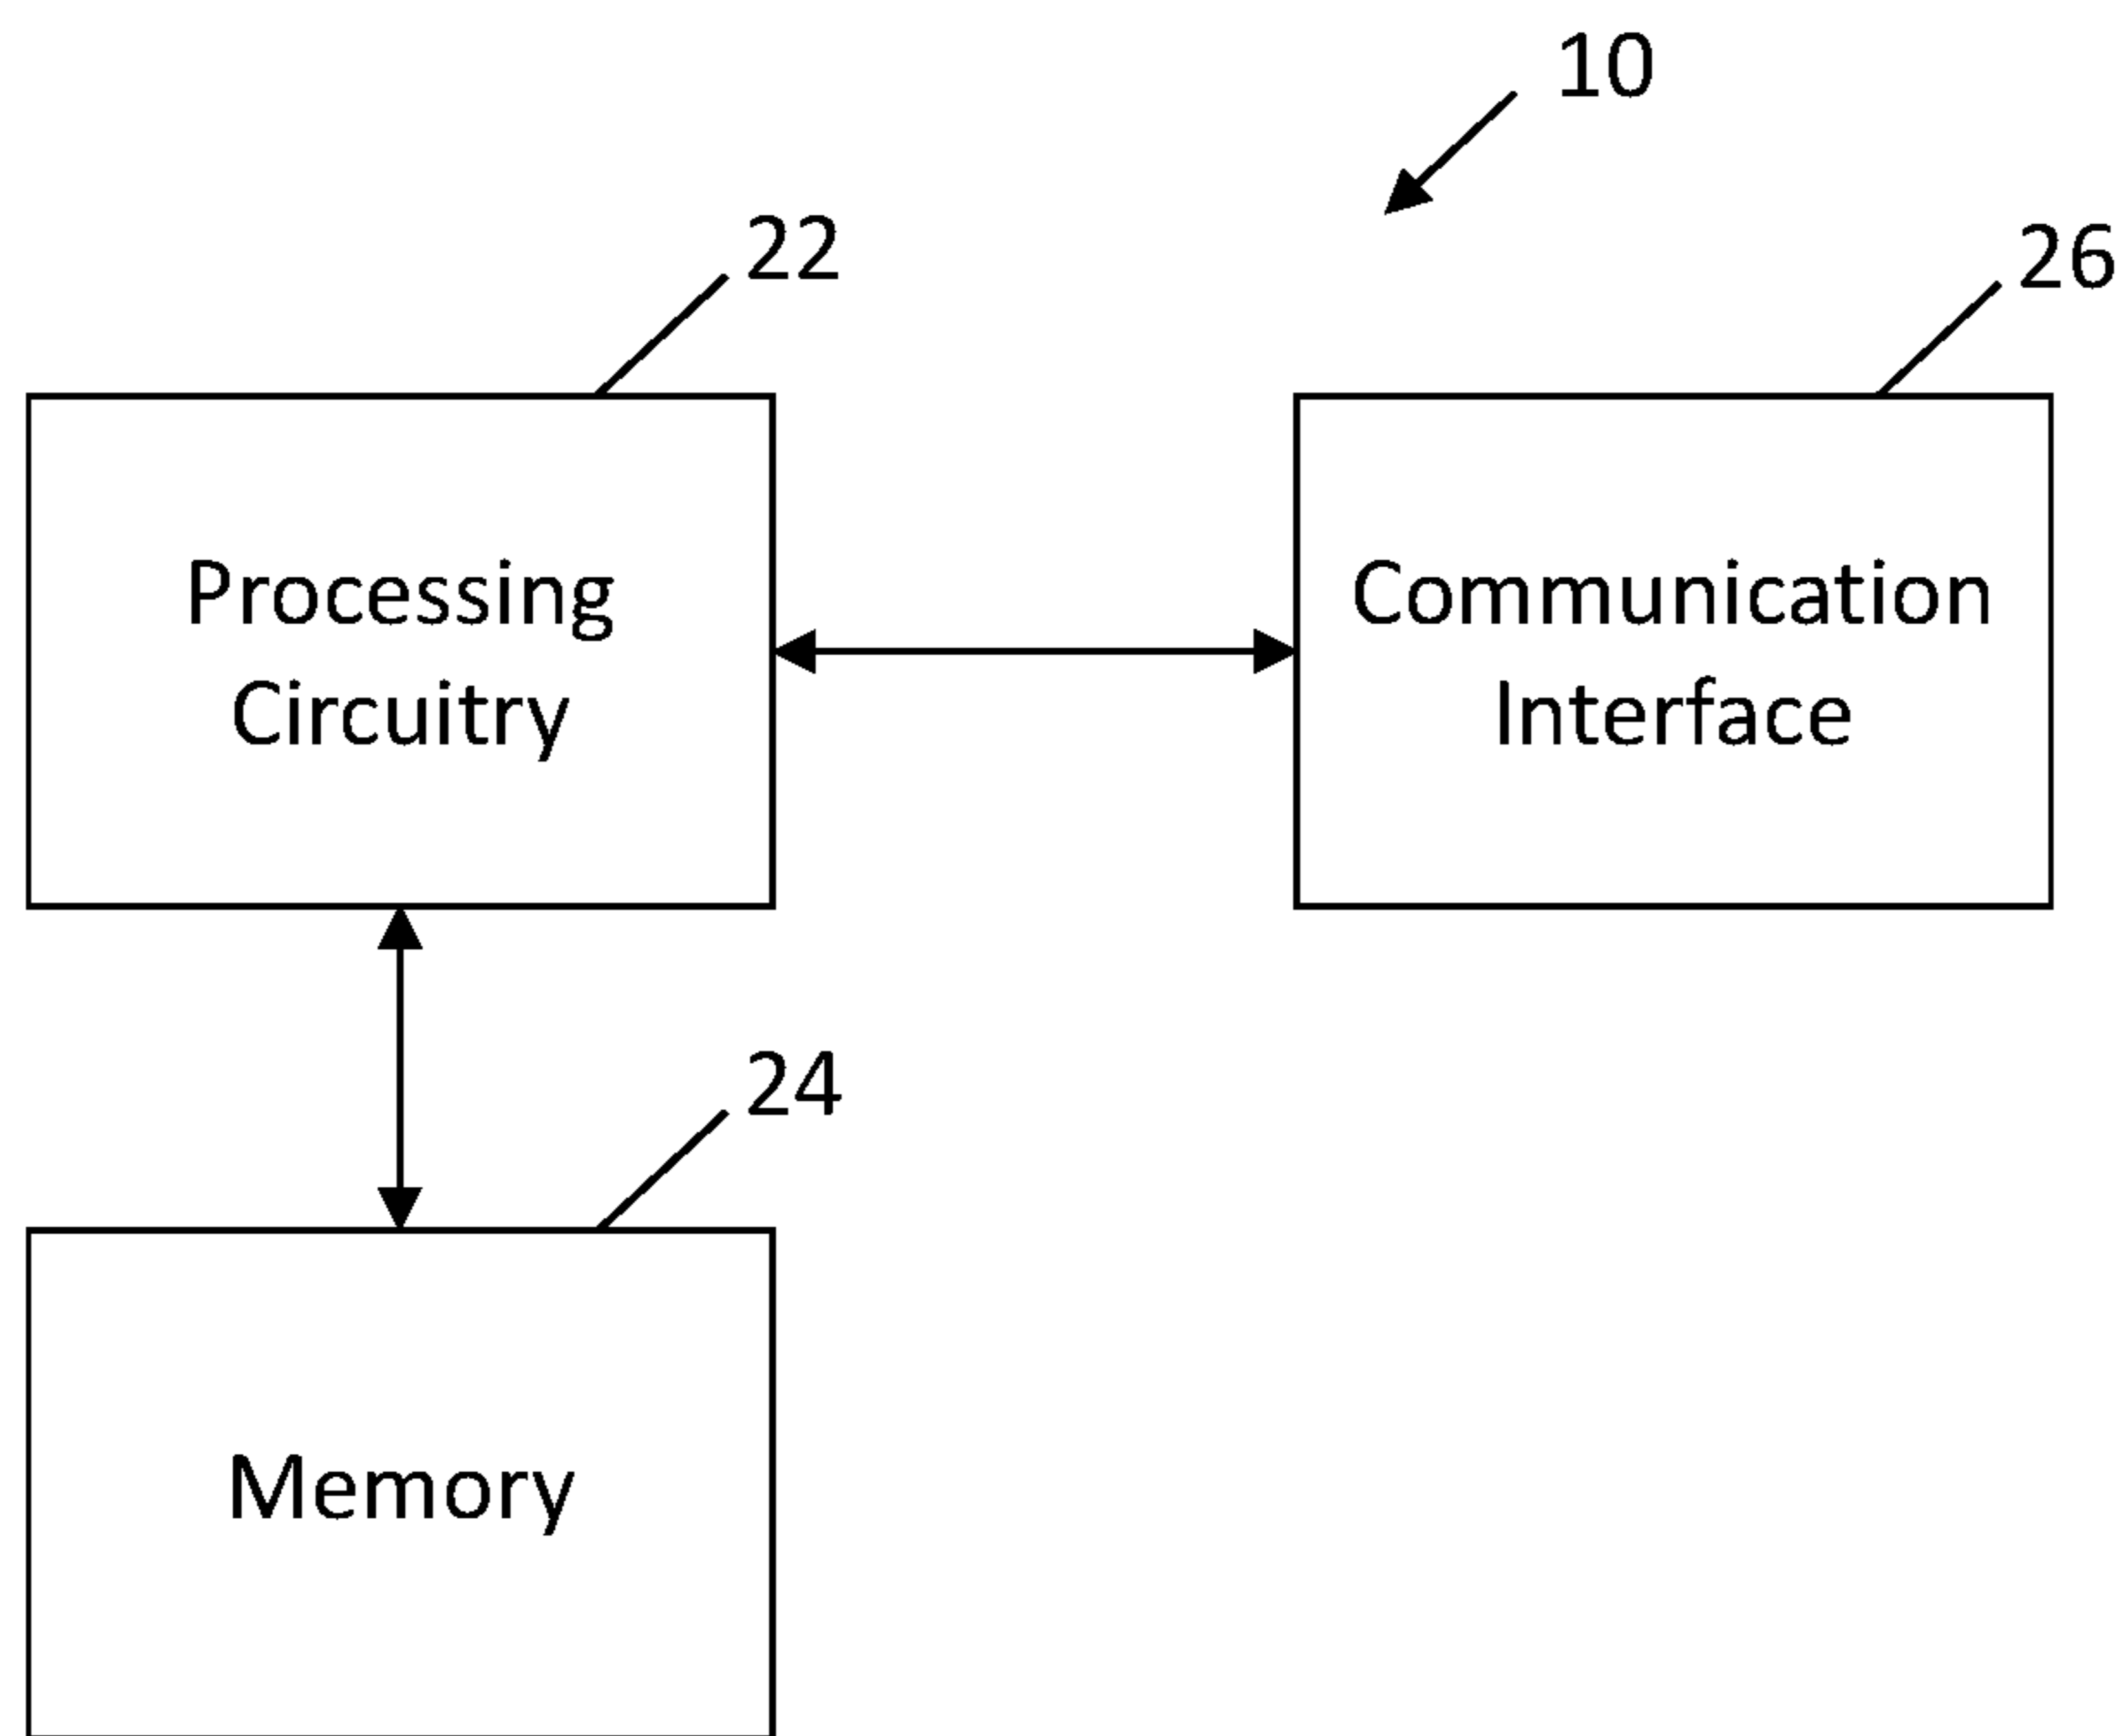 10
22
26
Processing
Circuitry
Communication
Interface
24
Memory